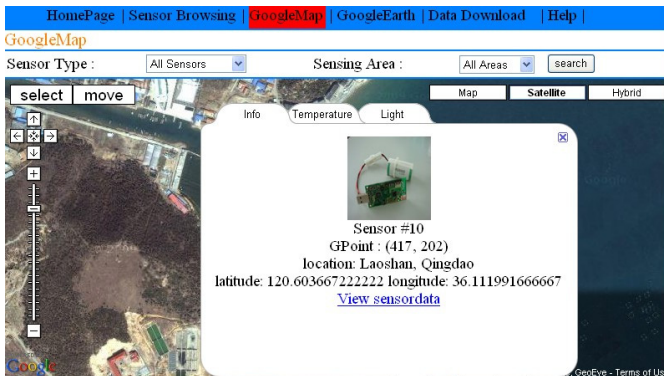 HomePage | Sensor Browsing | GoogleMap | GoogleEarth | Data Download | Help |
GoogleMap
Sensor Type : All Sensors Sensing Area : All Areas search
select move Map Satellite Hybrid
Info Temperature Light
Sensor #10
GPoint : (417, 202)
location: Laoshan, Qingdao
latitude: 120.603667222222 longitude: 36.111991666667
View sensordata
Google
GeoEye - Terms of Us